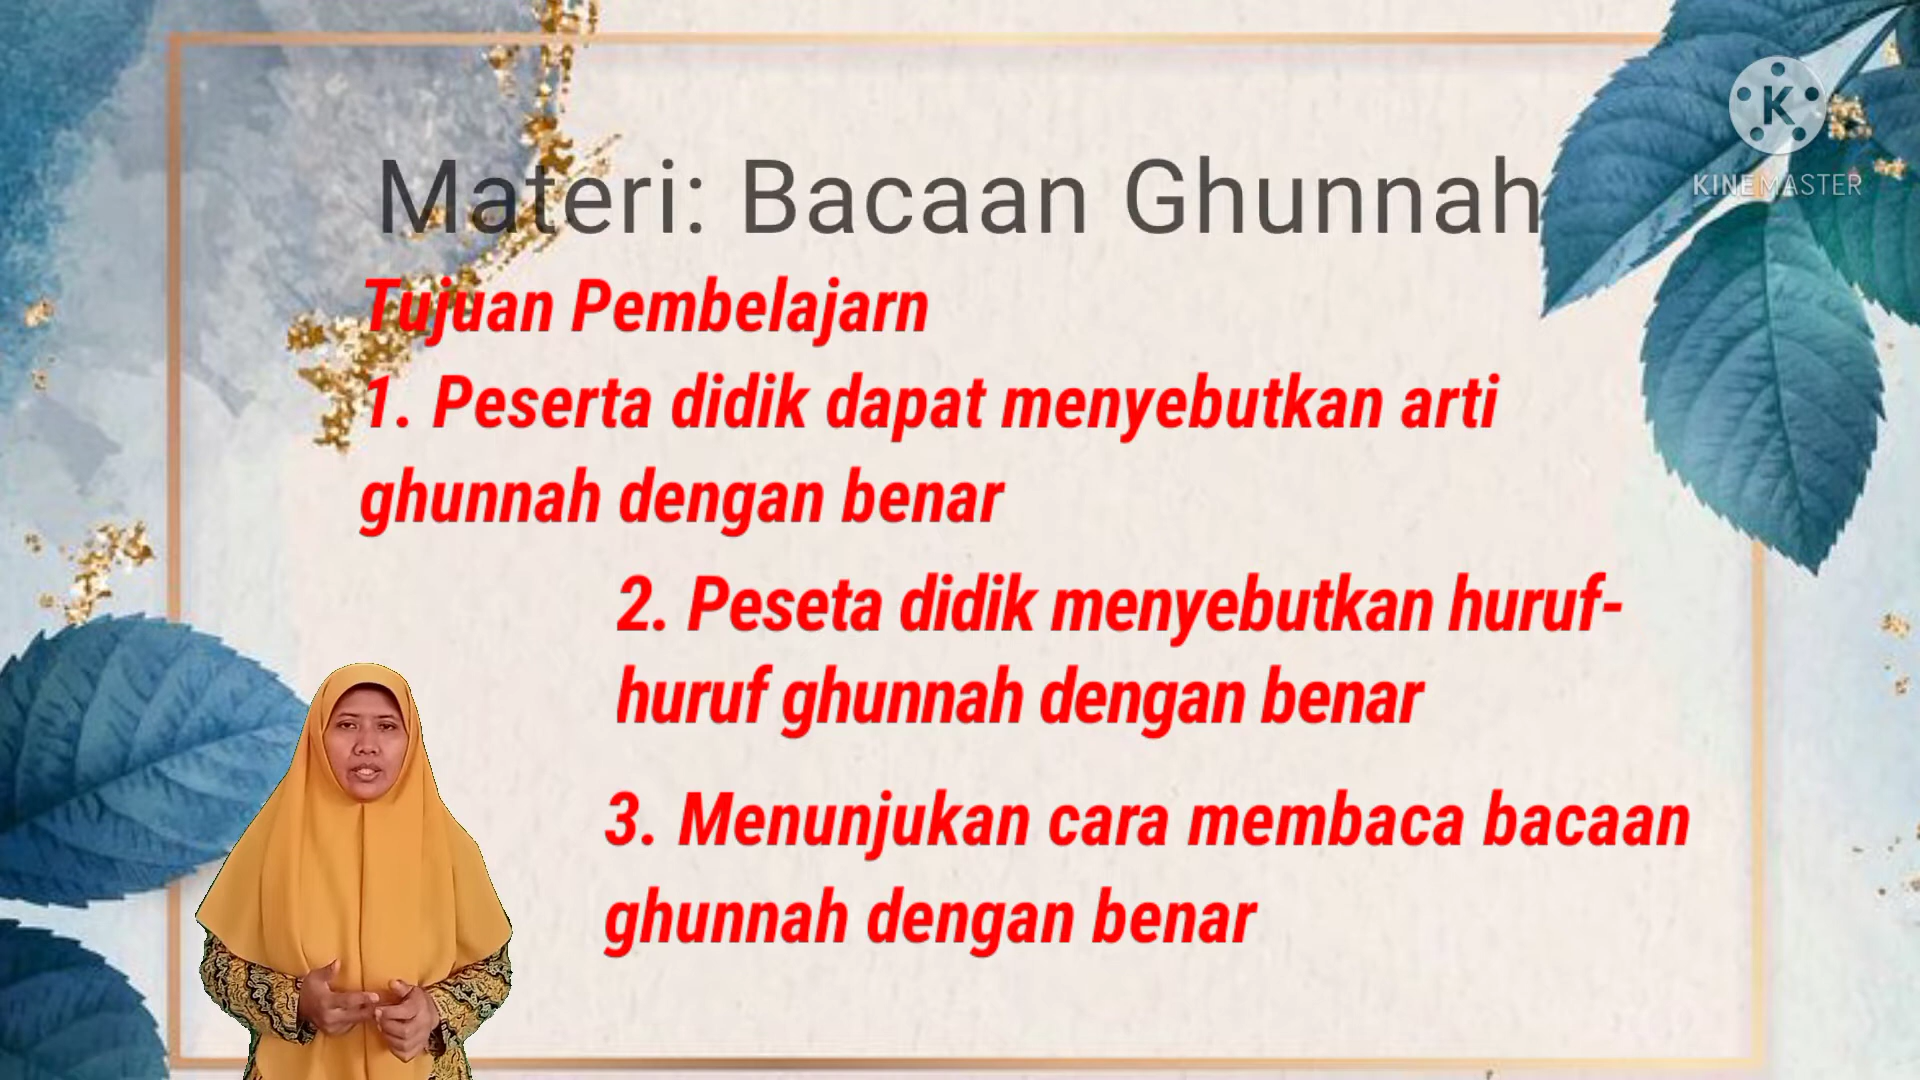 Materi: Bacaan Ghunnah
Tujuan Pembelajarn
1. Peserta didik dapat menyebutkan arti
ghunnah dengan benar
2. Peseta didik menyebutkan huruf-
huruf ghunnah dengan benar
3. Menunjukan cara membaca bacaan
ghunnah dengan benar
K
KINEMASTER